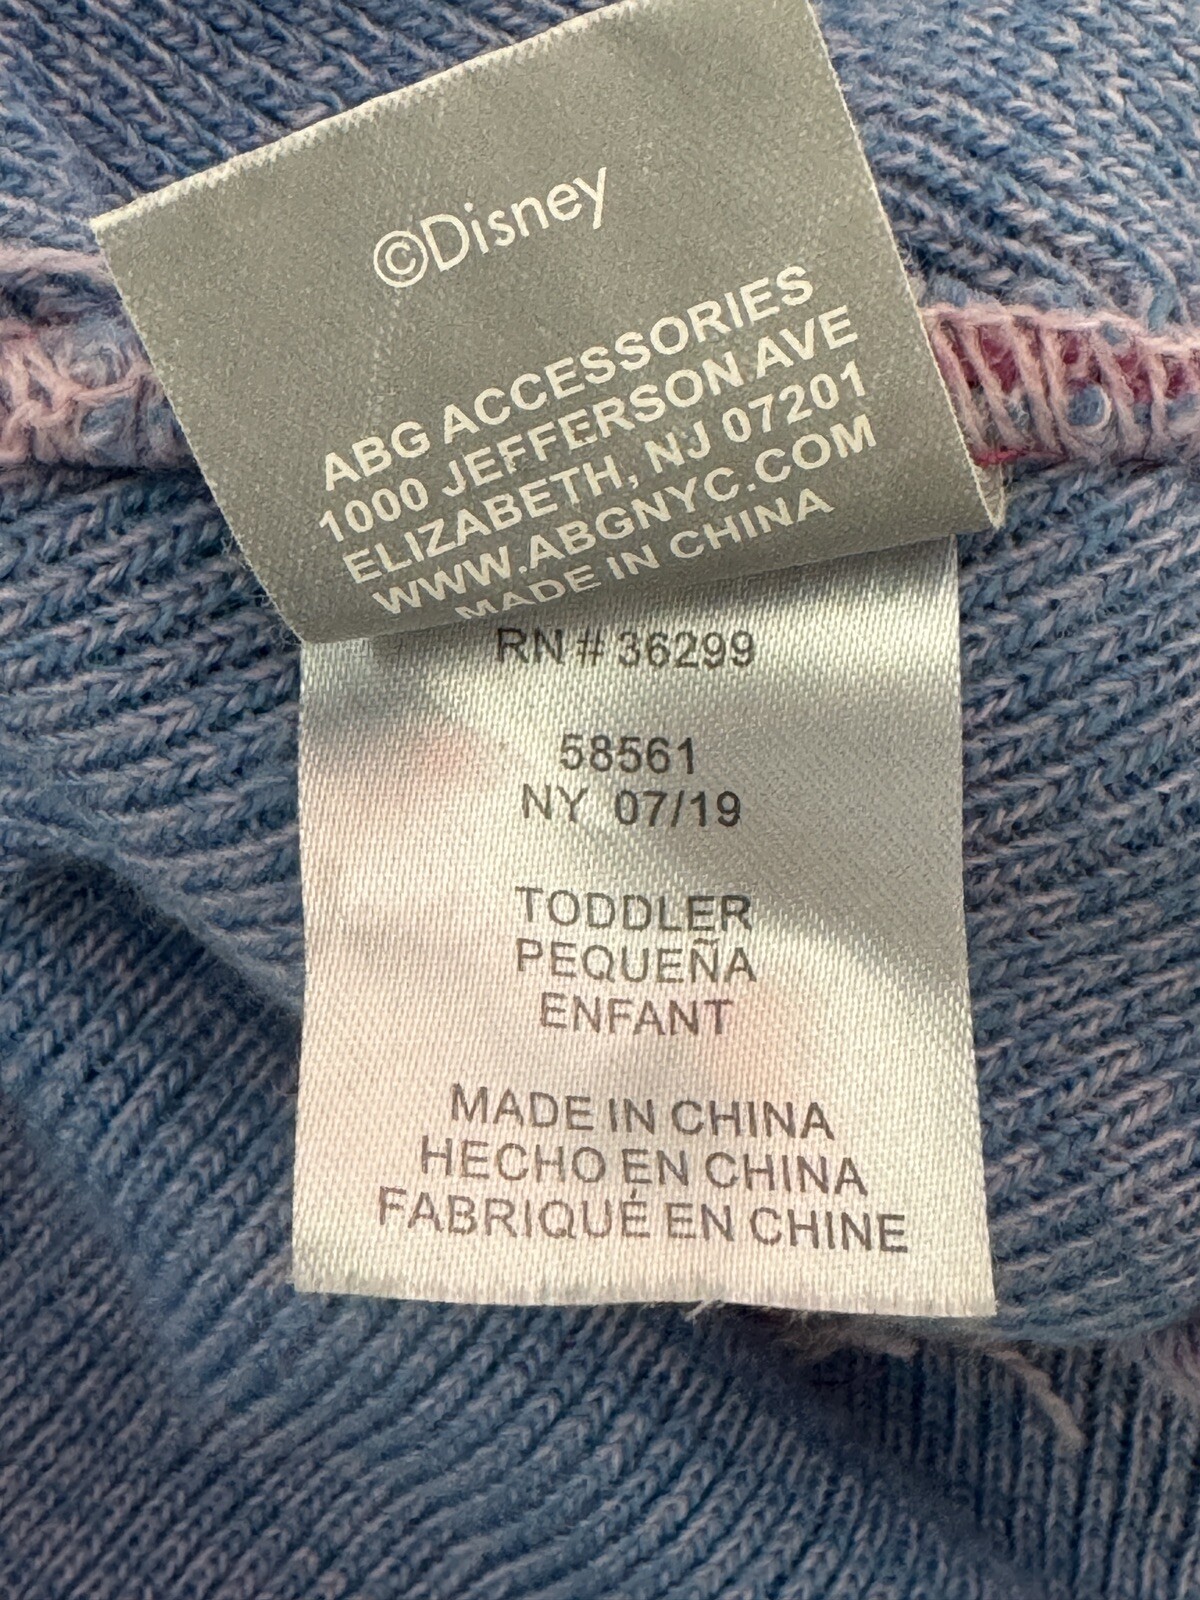 ©Disney
ABG ACCESSORIES
1000 JEFFERSON AVE
ELIZABETH, NJ 07201
WWW.ABGNYC.COM
MADE IN CHINA
RN # 36299
58561
NY 07/19
TODDLER
PEQUEÑA
ENFANT
MADE IN CHINA
HECHO EN CHINA
FABRIQUÉ EN CHINE